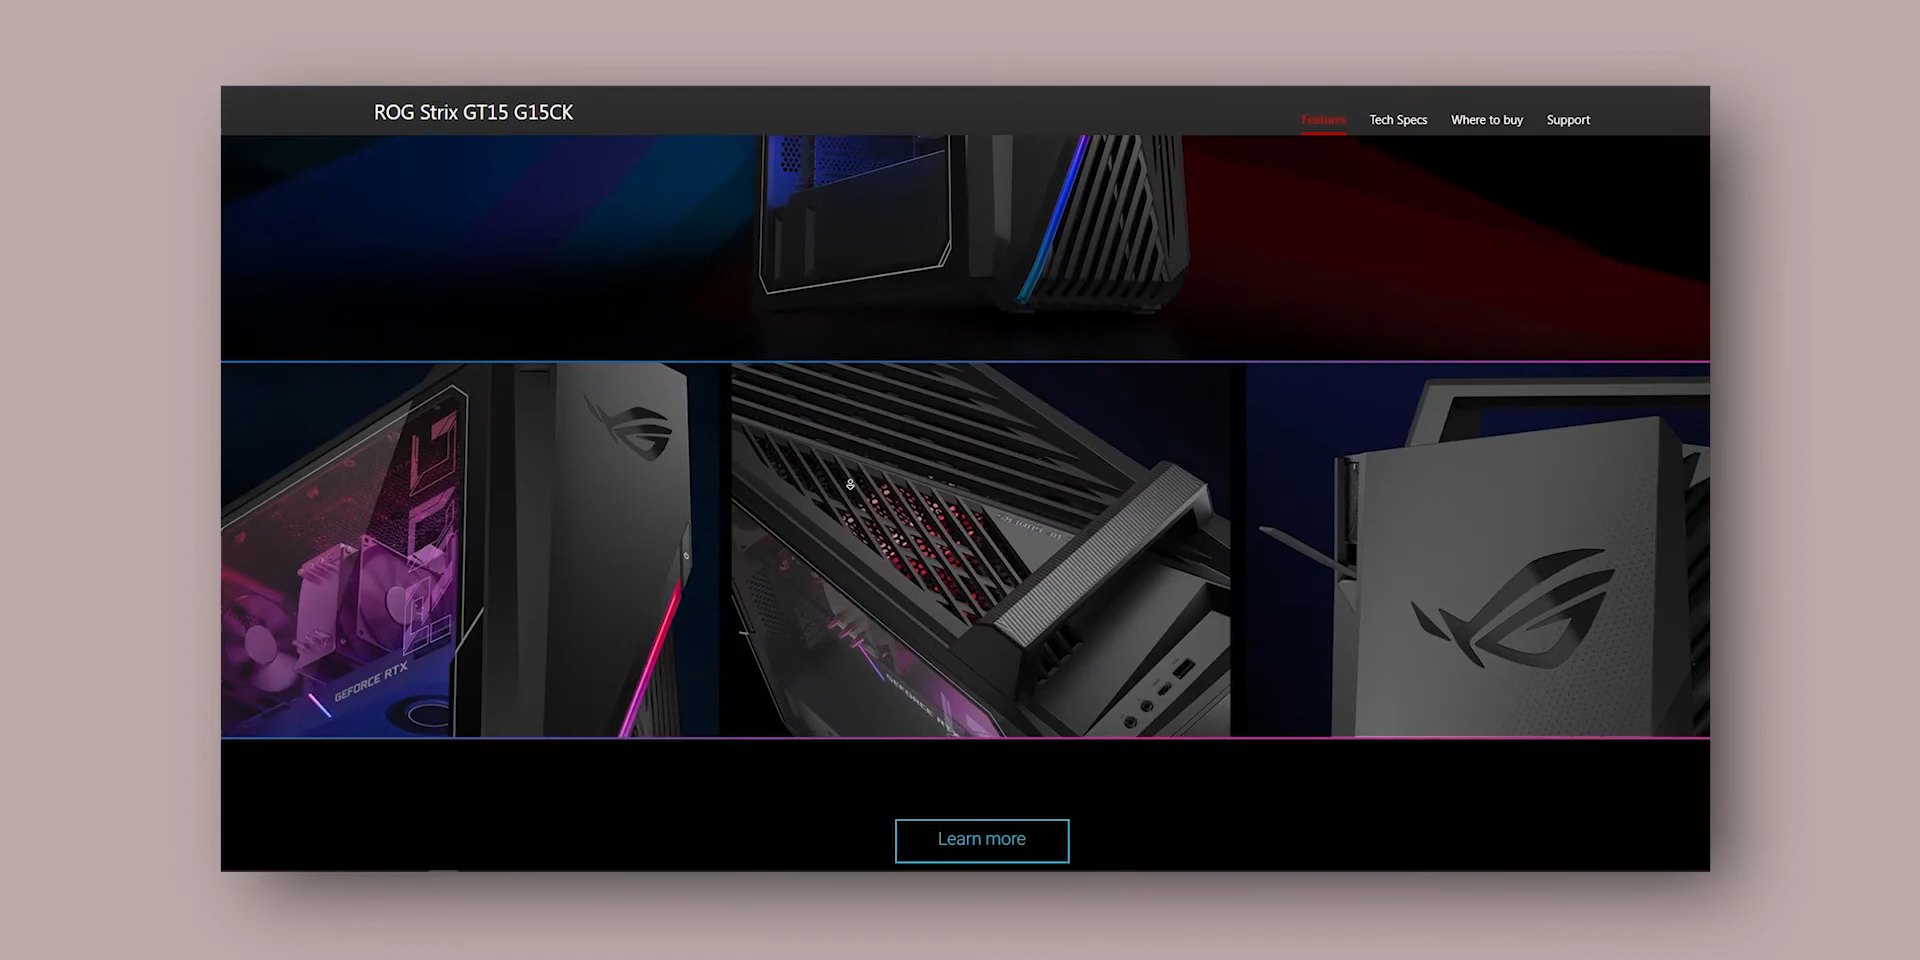 ROG Strix GT15 G15CK
Features
Tech Specs
Where to buy
Support
GEFORCE RTX
Learn more